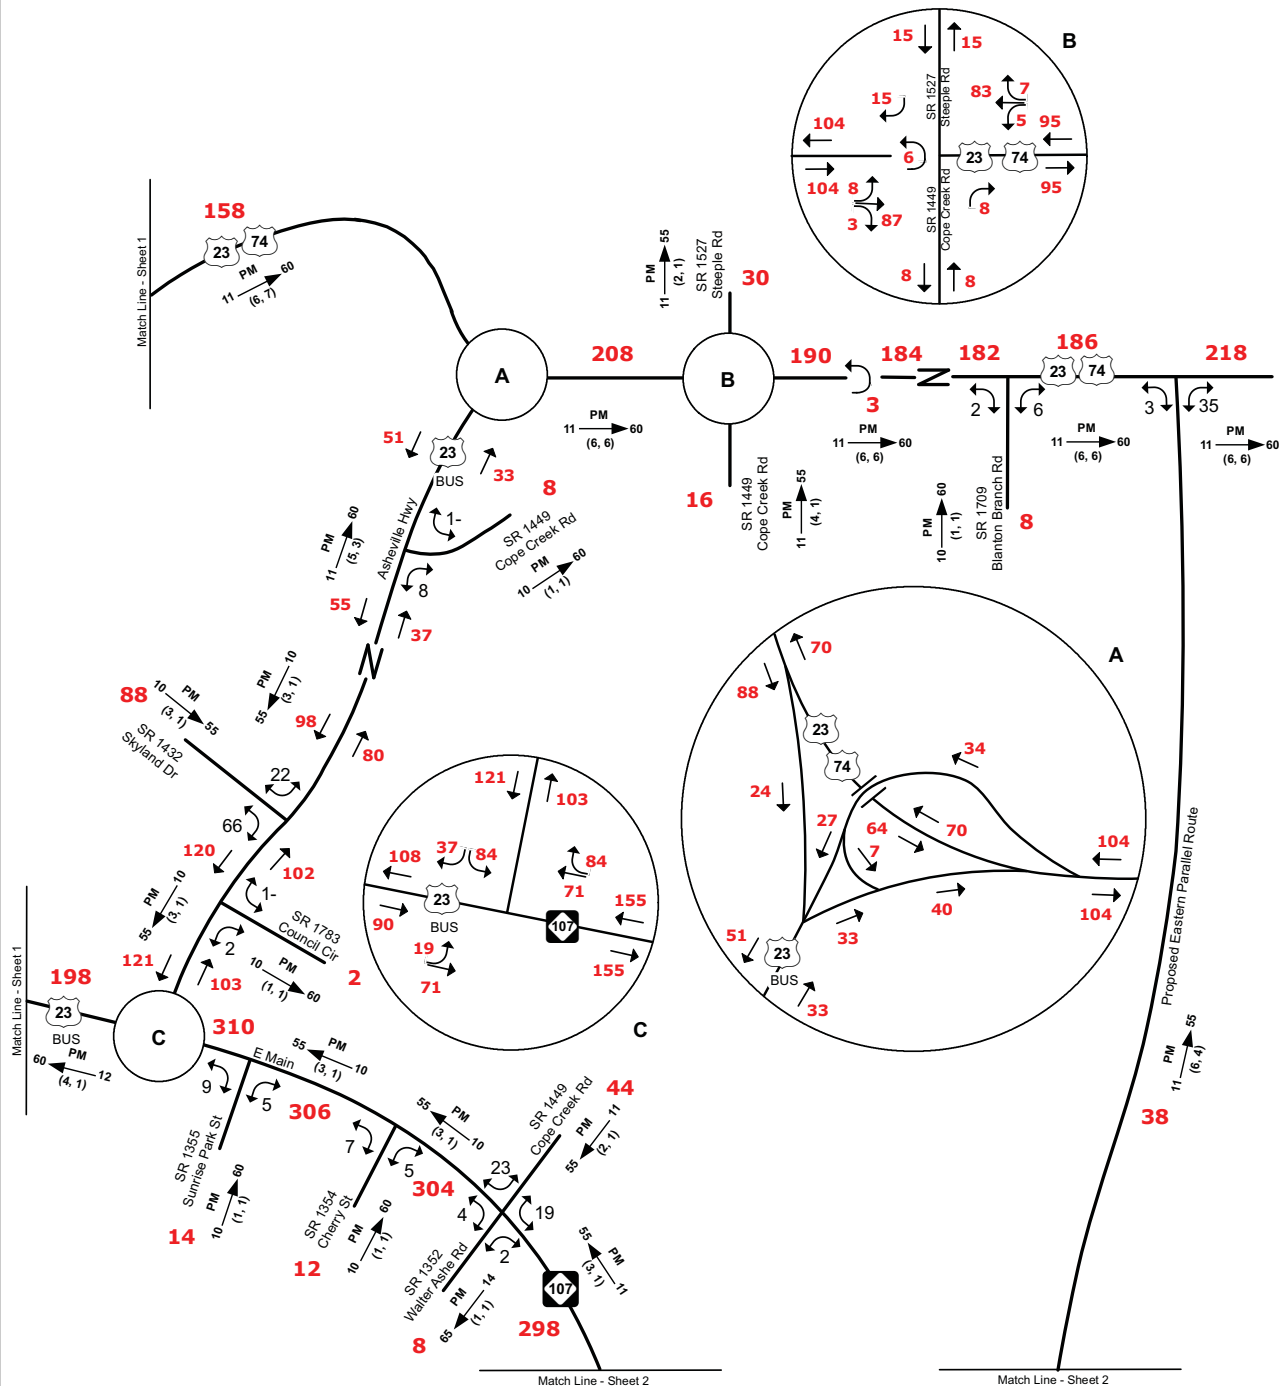 B
15
15
SR 1527
Steeple Rd
15
83
7
5
104
95
6
23
74
104
95
8
3
87
SR 1449
Cope Creek Rd
8
8
8
Match Line - Sheet 1
158
23
74
PM
11
60
(6, 7)
A
208
PM
11
60
(6, 6)
PM
11
55
(2, 1)
SR 1527
Steeple Rd
30
B
190
184
3
PM
11
60
(6, 6)
182
186
23
74
218
2
6
3
35
PM
11
60
(6, 6)
PM
11
60
(6, 6)
16
SR 1449
Cope Creek Rd
PM
11
55
(4, 1)
PM
10
60
(1, 1)
SR 1709
Blanton Branch Rd
8
51
23
BUS
33
8
1-
SR 1449
Cope Creek Rd
10
PM
60
(1, 1)
Asheville Hwy
PM
11
60
(5, 3)
8
55
37
PM
10
55
(3, 1)
88
10
PM
55
(3, 1)
SR 1432
Skyland Dr
98
80
22
66
120
102
1-
PM
10
55
(3, 1)
SR 1783
Council Cir
2
121
103
10
PM
60
(1, 1)
2
A
70
88
23
74
34
24
27
64
70
7
104
40
104
33
51
23
BUS
33
121
103
37
84
84
108
71
23
BUS
107
155
90
19
71
155
C
Proposed Eastern Parallel Route
PM
11
55
(6, 4)
38
Match Line - Sheet 1
198
23
BUS
PM
60
12
(4, 1)
C
310
E Main
55
PM
10
(3, 1)
9
5
306
SR 1355
Sunrise Park St
PM
10
60
(1, 1)
14
55
PM
10
(3, 1)
7
5
304
SR 1354
Cherry St
PM
10
60
(1, 1)
12
SR 1449
Cope Creek Rd
44
PM
11
55
(2, 1)
23
4
19
2
SR 1352
Walter Ashe Rd
PM
14
65
(1, 1)
8
55
PM
11
(3, 1)
107
298
Match Line - Sheet 2
Match Line - Sheet 2